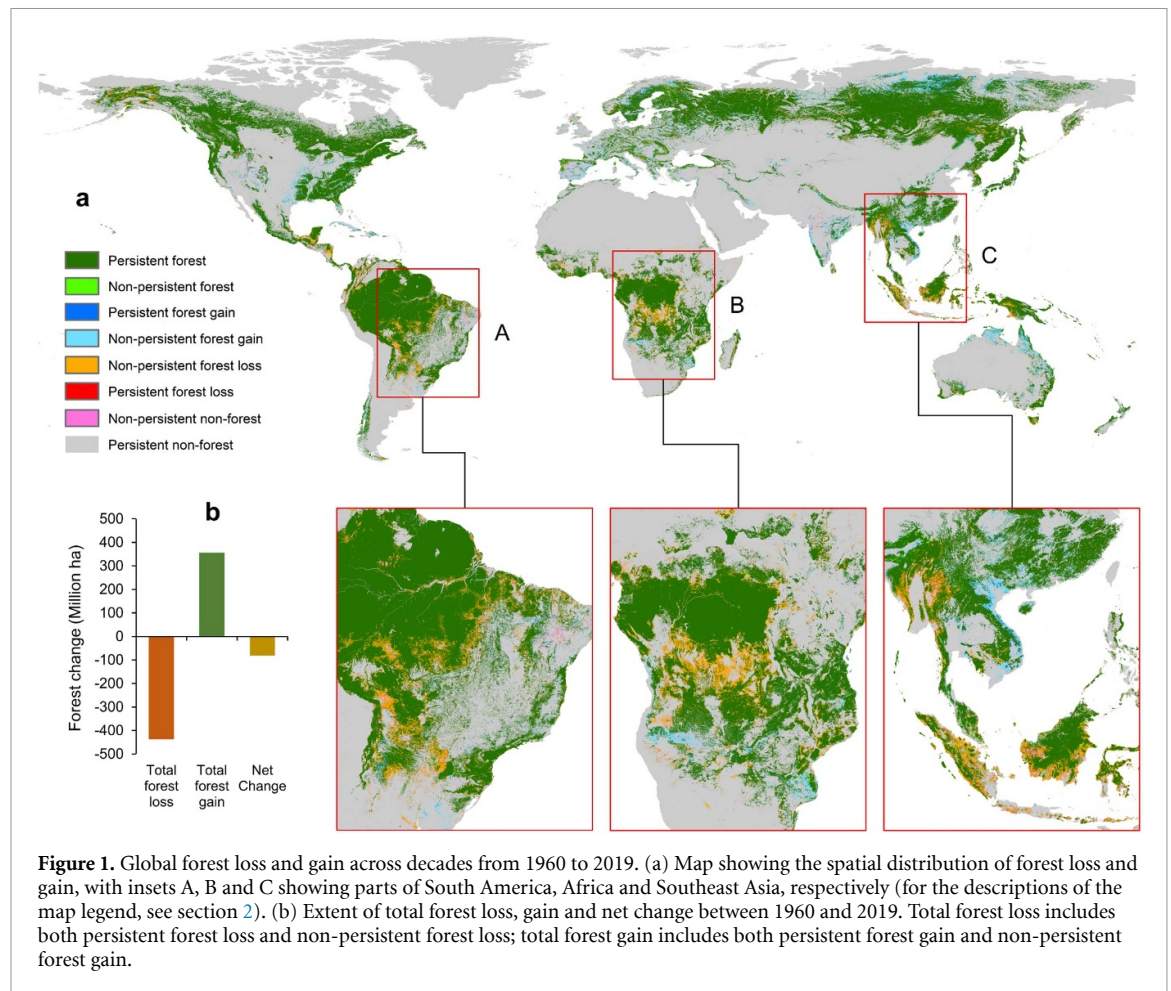 a
Persistent forest
Non-persistent forest
Persistent forest gain
Non-persistent forest gain
Non-persistent forest loss
Persistent forest loss
Non-persistent non-forest
Persistent non-forest
A
B
C
b
Forest change (Million ha)
500
400
300
200
100
0
-100
-200
-300
-400
-500
Total
forest
loss
Total
forest
gain
Net
Change
Figure 1. Global forest loss and gain across decades from 1960 to 2019. (a) Map showing the spatial distribution of forest loss and
gain, with insets A, B and C showing parts of South America, Africa and Southeast Asia, respectively (for the descriptions of the
map legend, see section 2). (b) Extent of total forest loss, gain and net change between 1960 and 2019. Total forest loss includes
both persistent forest loss and non-persistent forest loss; total forest gain includes both persistent forest gain and non-persistent
forest gain.